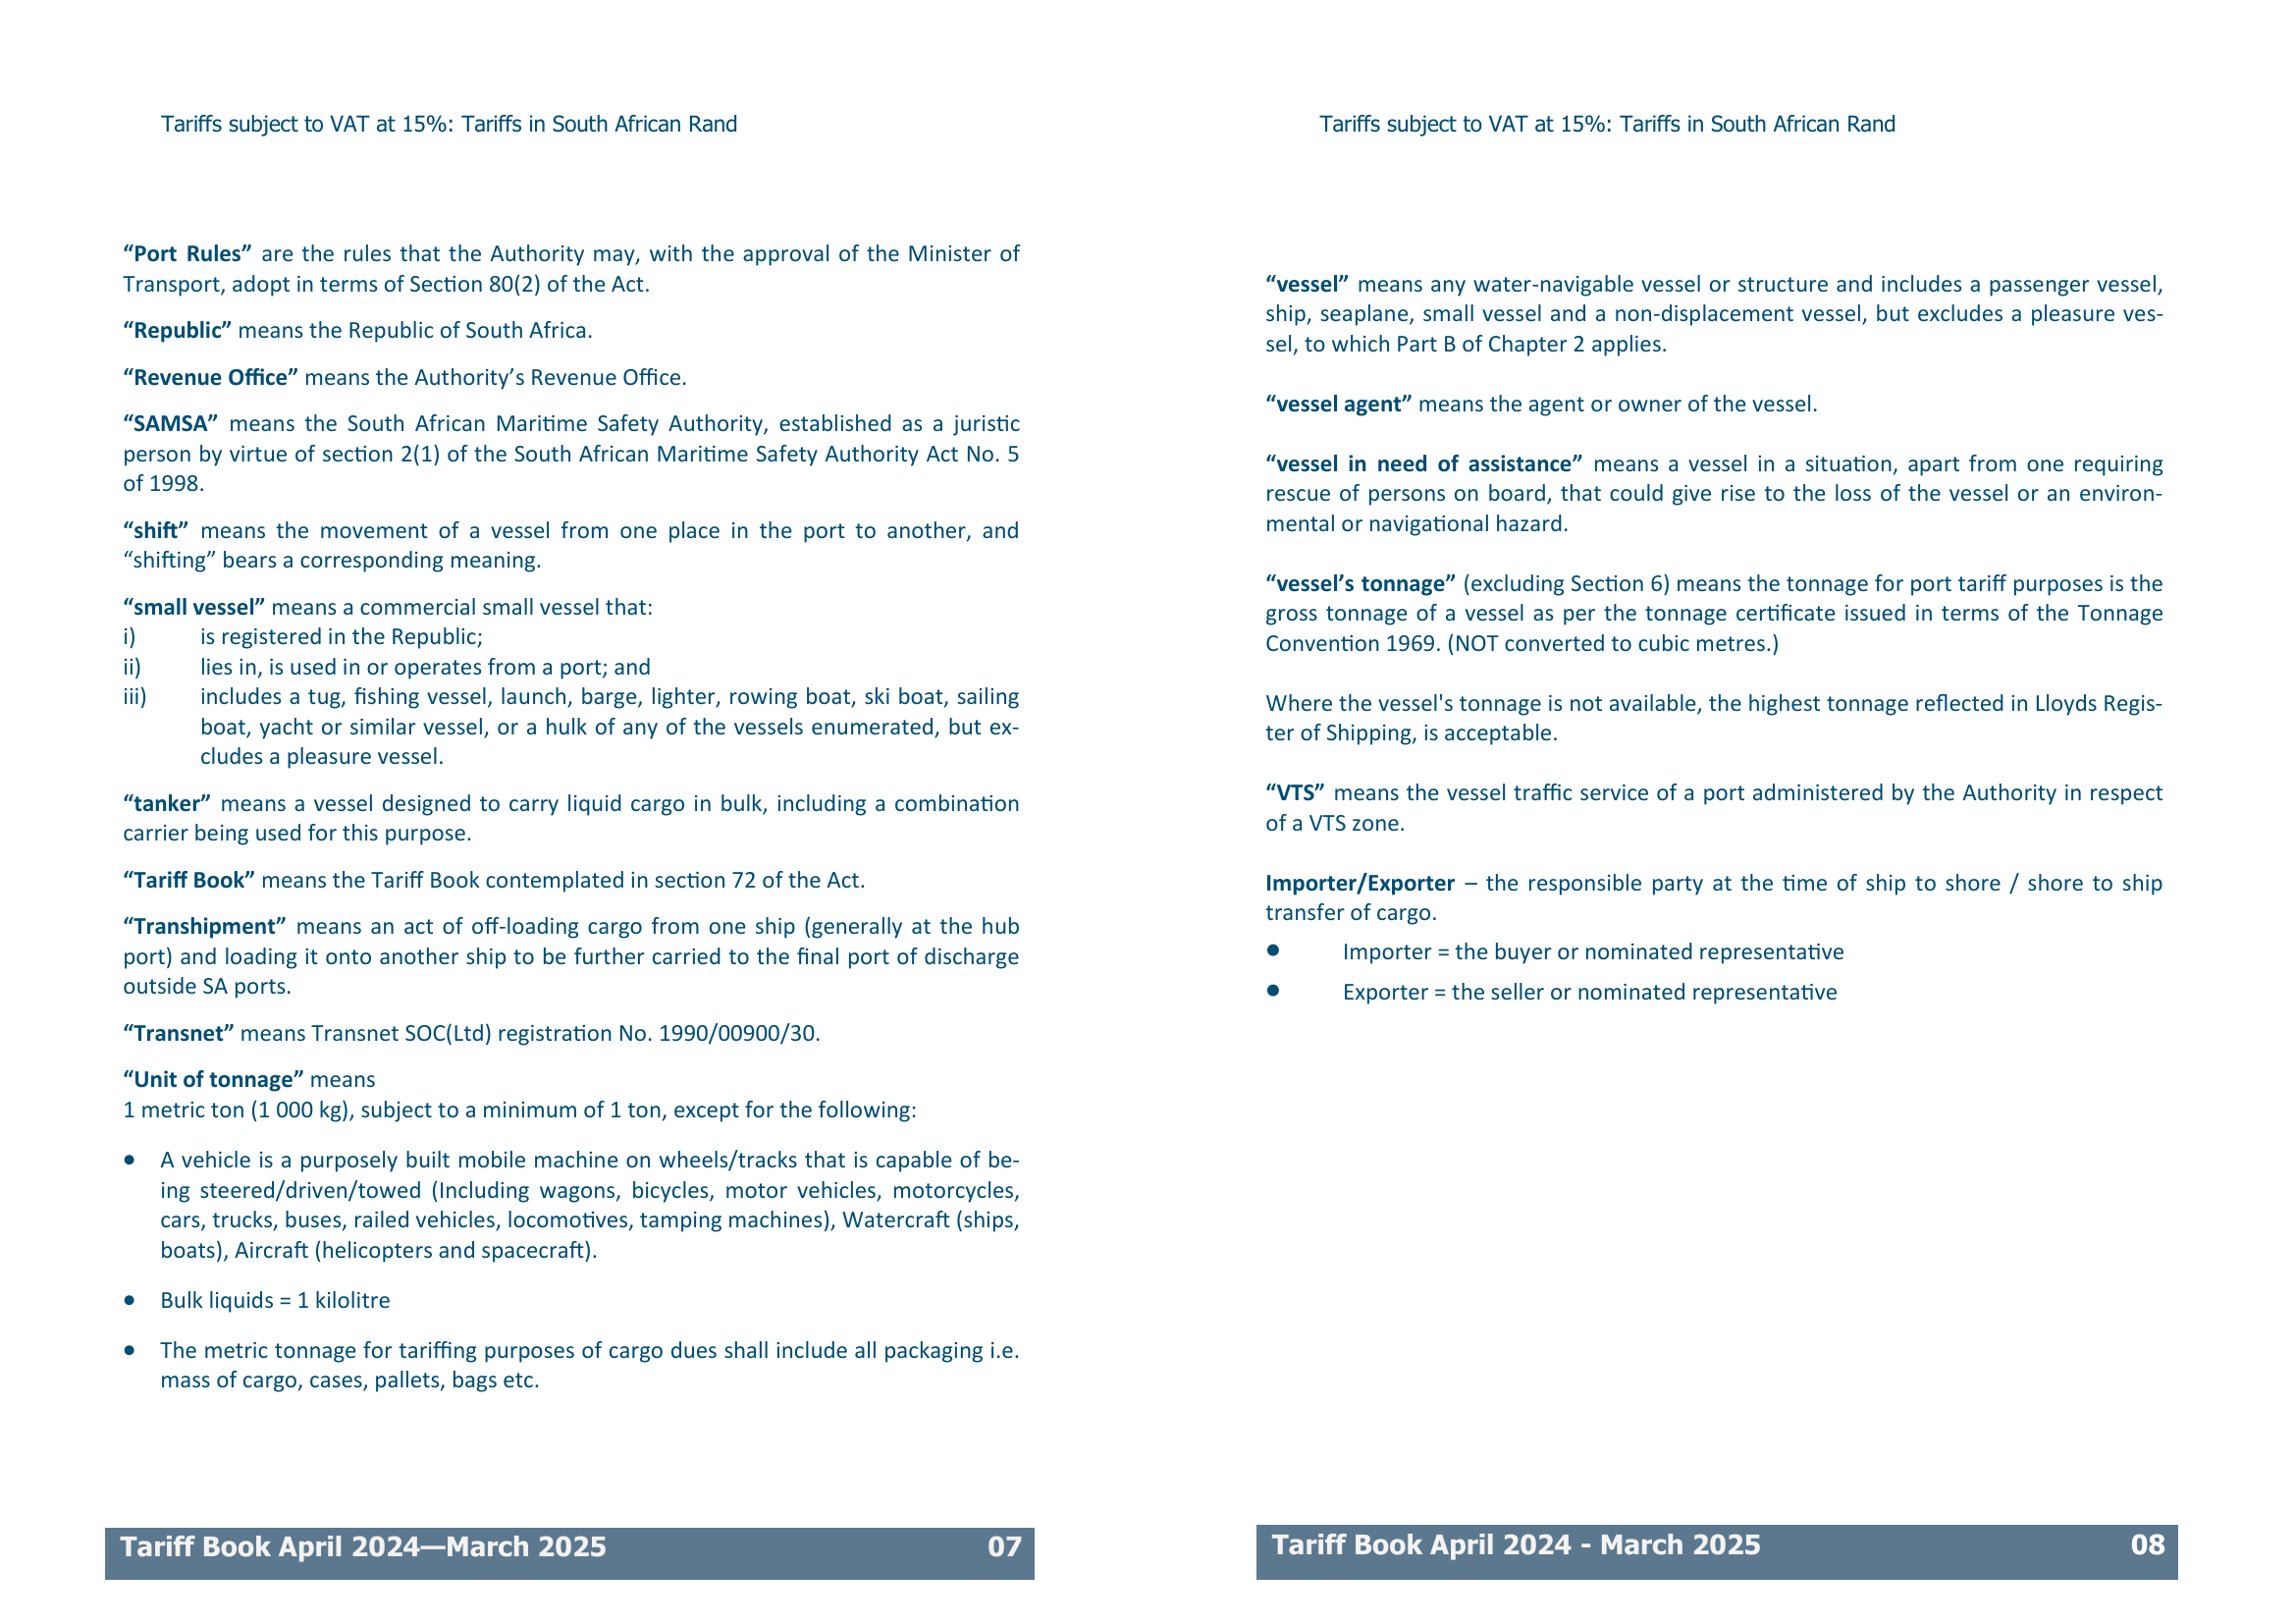 Tariffs subject to VAT at 15%: Tariffs in South African Rand
“Port Rules” are the rules that the Authority may, with the approval of the Minister of
Transport, adopt in terms of Section 80(2) of the Act.
“Republic” means the Republic of South Africa.
“Revenue Office” means the Authority’s Revenue Office.
“SAMSA” means the South African Maritime Safety Authority, established as a juristic
person by virtue of section 2(1) of the South African Maritime Safety Authority Act No. 5
of 1998.
“shift” means the movement of a vessel from one place in the port to another, and
“shifting” bears a corresponding meaning.
“small vessel” means a commercial small vessel that:
i) is registered in the Republic;
ii) lies in, is used in or operates from a port; and
iii) includes a tug, fishing vessel, launch, barge, lighter, rowing boat, ski boat, sailing
boat, yacht or similar vessel, or a hulk of any of the vessels enumerated, but ex-
cludes a pleasure vessel.
“tanker” means a vessel designed to carry liquid cargo in bulk, including a combination
carrier being used for this purpose.
“Tariff Book” means the Tariff Book contemplated in section 72 of the Act.
“Transhipment” means an act of off-loading cargo from one ship (generally at the hub
port) and loading it onto another ship to be further carried to the final port of discharge
outside SA ports.
“Transnet” means Transnet SOC(Ltd) registration No. 1990/00900/30.
“Unit of tonnage” means
1 metric ton (1 000 kg), subject to a minimum of 1 ton, except for the following:
• A vehicle is a purposely built mobile machine on wheels/tracks that is capable of be-
ing steered/driven/towed (Including wagons, bicycles, motor vehicles, motorcycles,
cars, trucks, buses, railed vehicles, locomotives, tamping machines), Watercraft (ships,
boats), Aircraft (helicopters and spacecraft).
• Bulk liquids = 1 kilolitre
• The metric tonnage for tariffing purposes of cargo dues shall include all packaging i.e.
mass of cargo, cases, pallets, bags etc.
Tariff Book April 2024—March 2025 07
Tariffs subject to VAT at 15%: Tariffs in South African Rand
“vessel” means any water-navigable vessel or structure and includes a passenger vessel,
ship, seaplane, small vessel and a non-displacement vessel, but excludes a pleasure ves-
sel, to which Part B of Chapter 2 applies.
“vessel agent” means the agent or owner of the vessel.
“vessel in need of assistance” means a vessel in a situation, apart from one requiring
rescue of persons on board, that could give rise to the loss of the vessel or an environ-
mental or navigational hazard.
“vessel’s tonnage” (excluding Section 6) means the tonnage for port tariff purposes is the
gross tonnage of a vessel as per the tonnage certificate issued in terms of the Tonnage
Convention 1969. (NOT converted to cubic metres.)
Where the vessel's tonnage is not available, the highest tonnage reflected in Lloyds Regis-
ter of Shipping, is acceptable.
“VTS” means the vessel traffic service of a port administered by the Authority in respect
of a VTS zone.
Importer/Exporter – the responsible party at the time of ship to shore / shore to ship
transfer of cargo.
• Importer = the buyer or nominated representative
• Exporter = the seller or nominated representative
Tariff Book April 2024 - March 2025 08